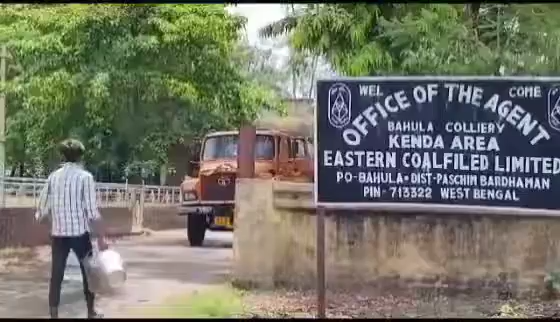 WEL COME
OFFICE OF THE AGENT
BAHULA COLLIERY
KENDA AREA
EASTERN COALFILED LIMITED
PO-BAHULA•DIST-PASCHIM BARDHAMAN
PIN-713322 WEST BENGAL